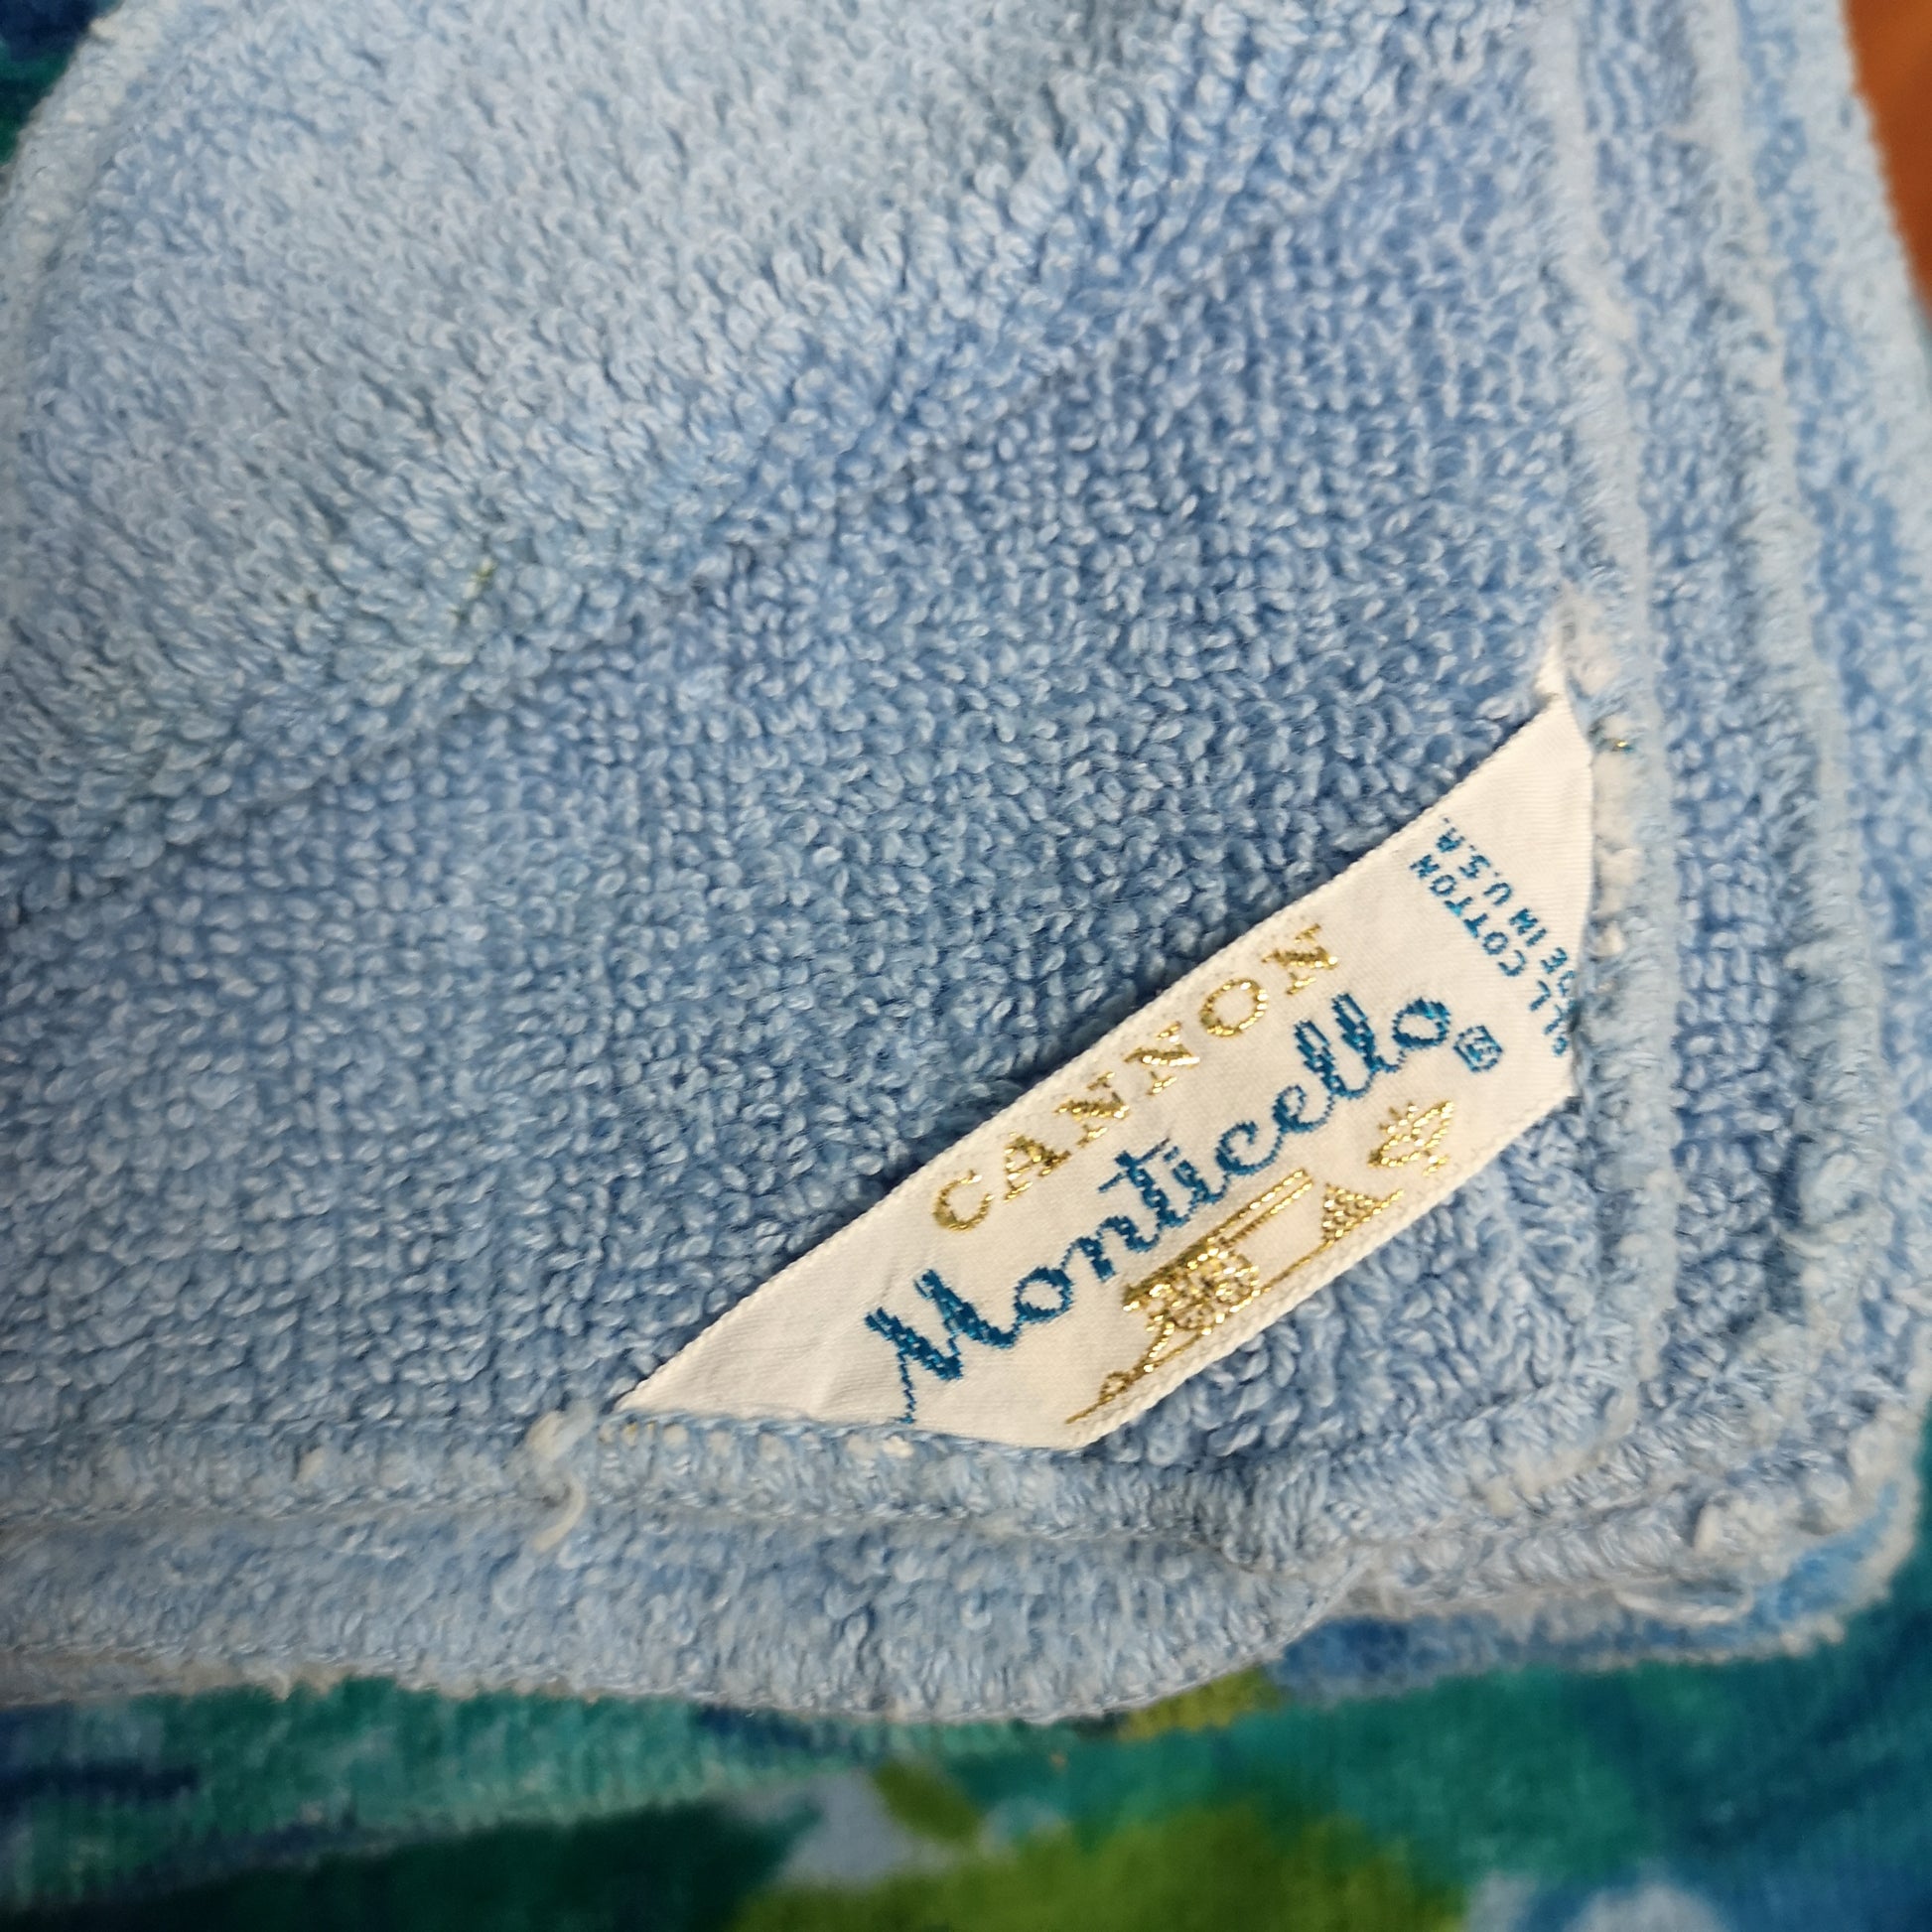 CANNON
Monticello
ALL COTTON
MADE IN U.S.A.